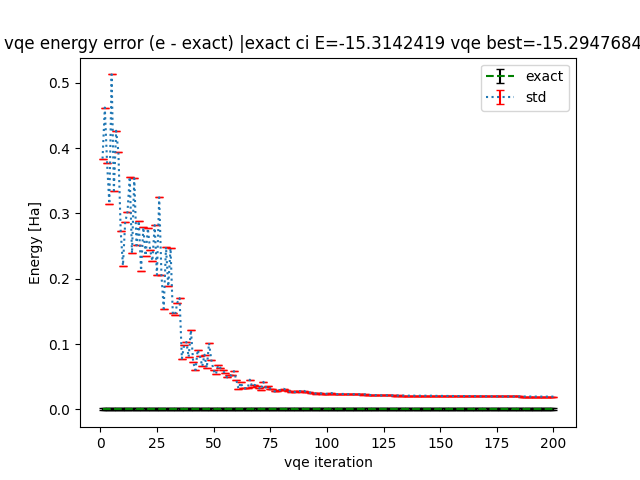 vqe energy error (e - exact) |exact ci E=-15.3142419 vqe best=-15.2947684
exact
std
Energy [Ha]
0.5
0.4
0.3
0.2
0.1
0.0
0 25 50 75 100 125 150 175 200
vqe iteration